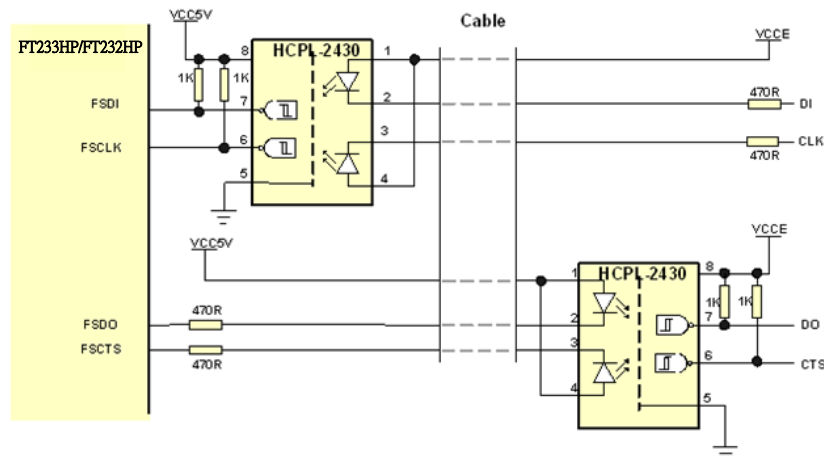 VCC5V
Cable
FT233HP/FT232HP
HCPL-2430
VCCE
8
1
1K
1K
FSDI
7
2
470R
DI
FSCLK
6
3
CLK
470R
5
4
VCC5V
VCCE
1
HCPL-2430
8
1K
1K
FSDO
470R
2
7
DO
FSCTS
470R
3
6
CTS
4
5